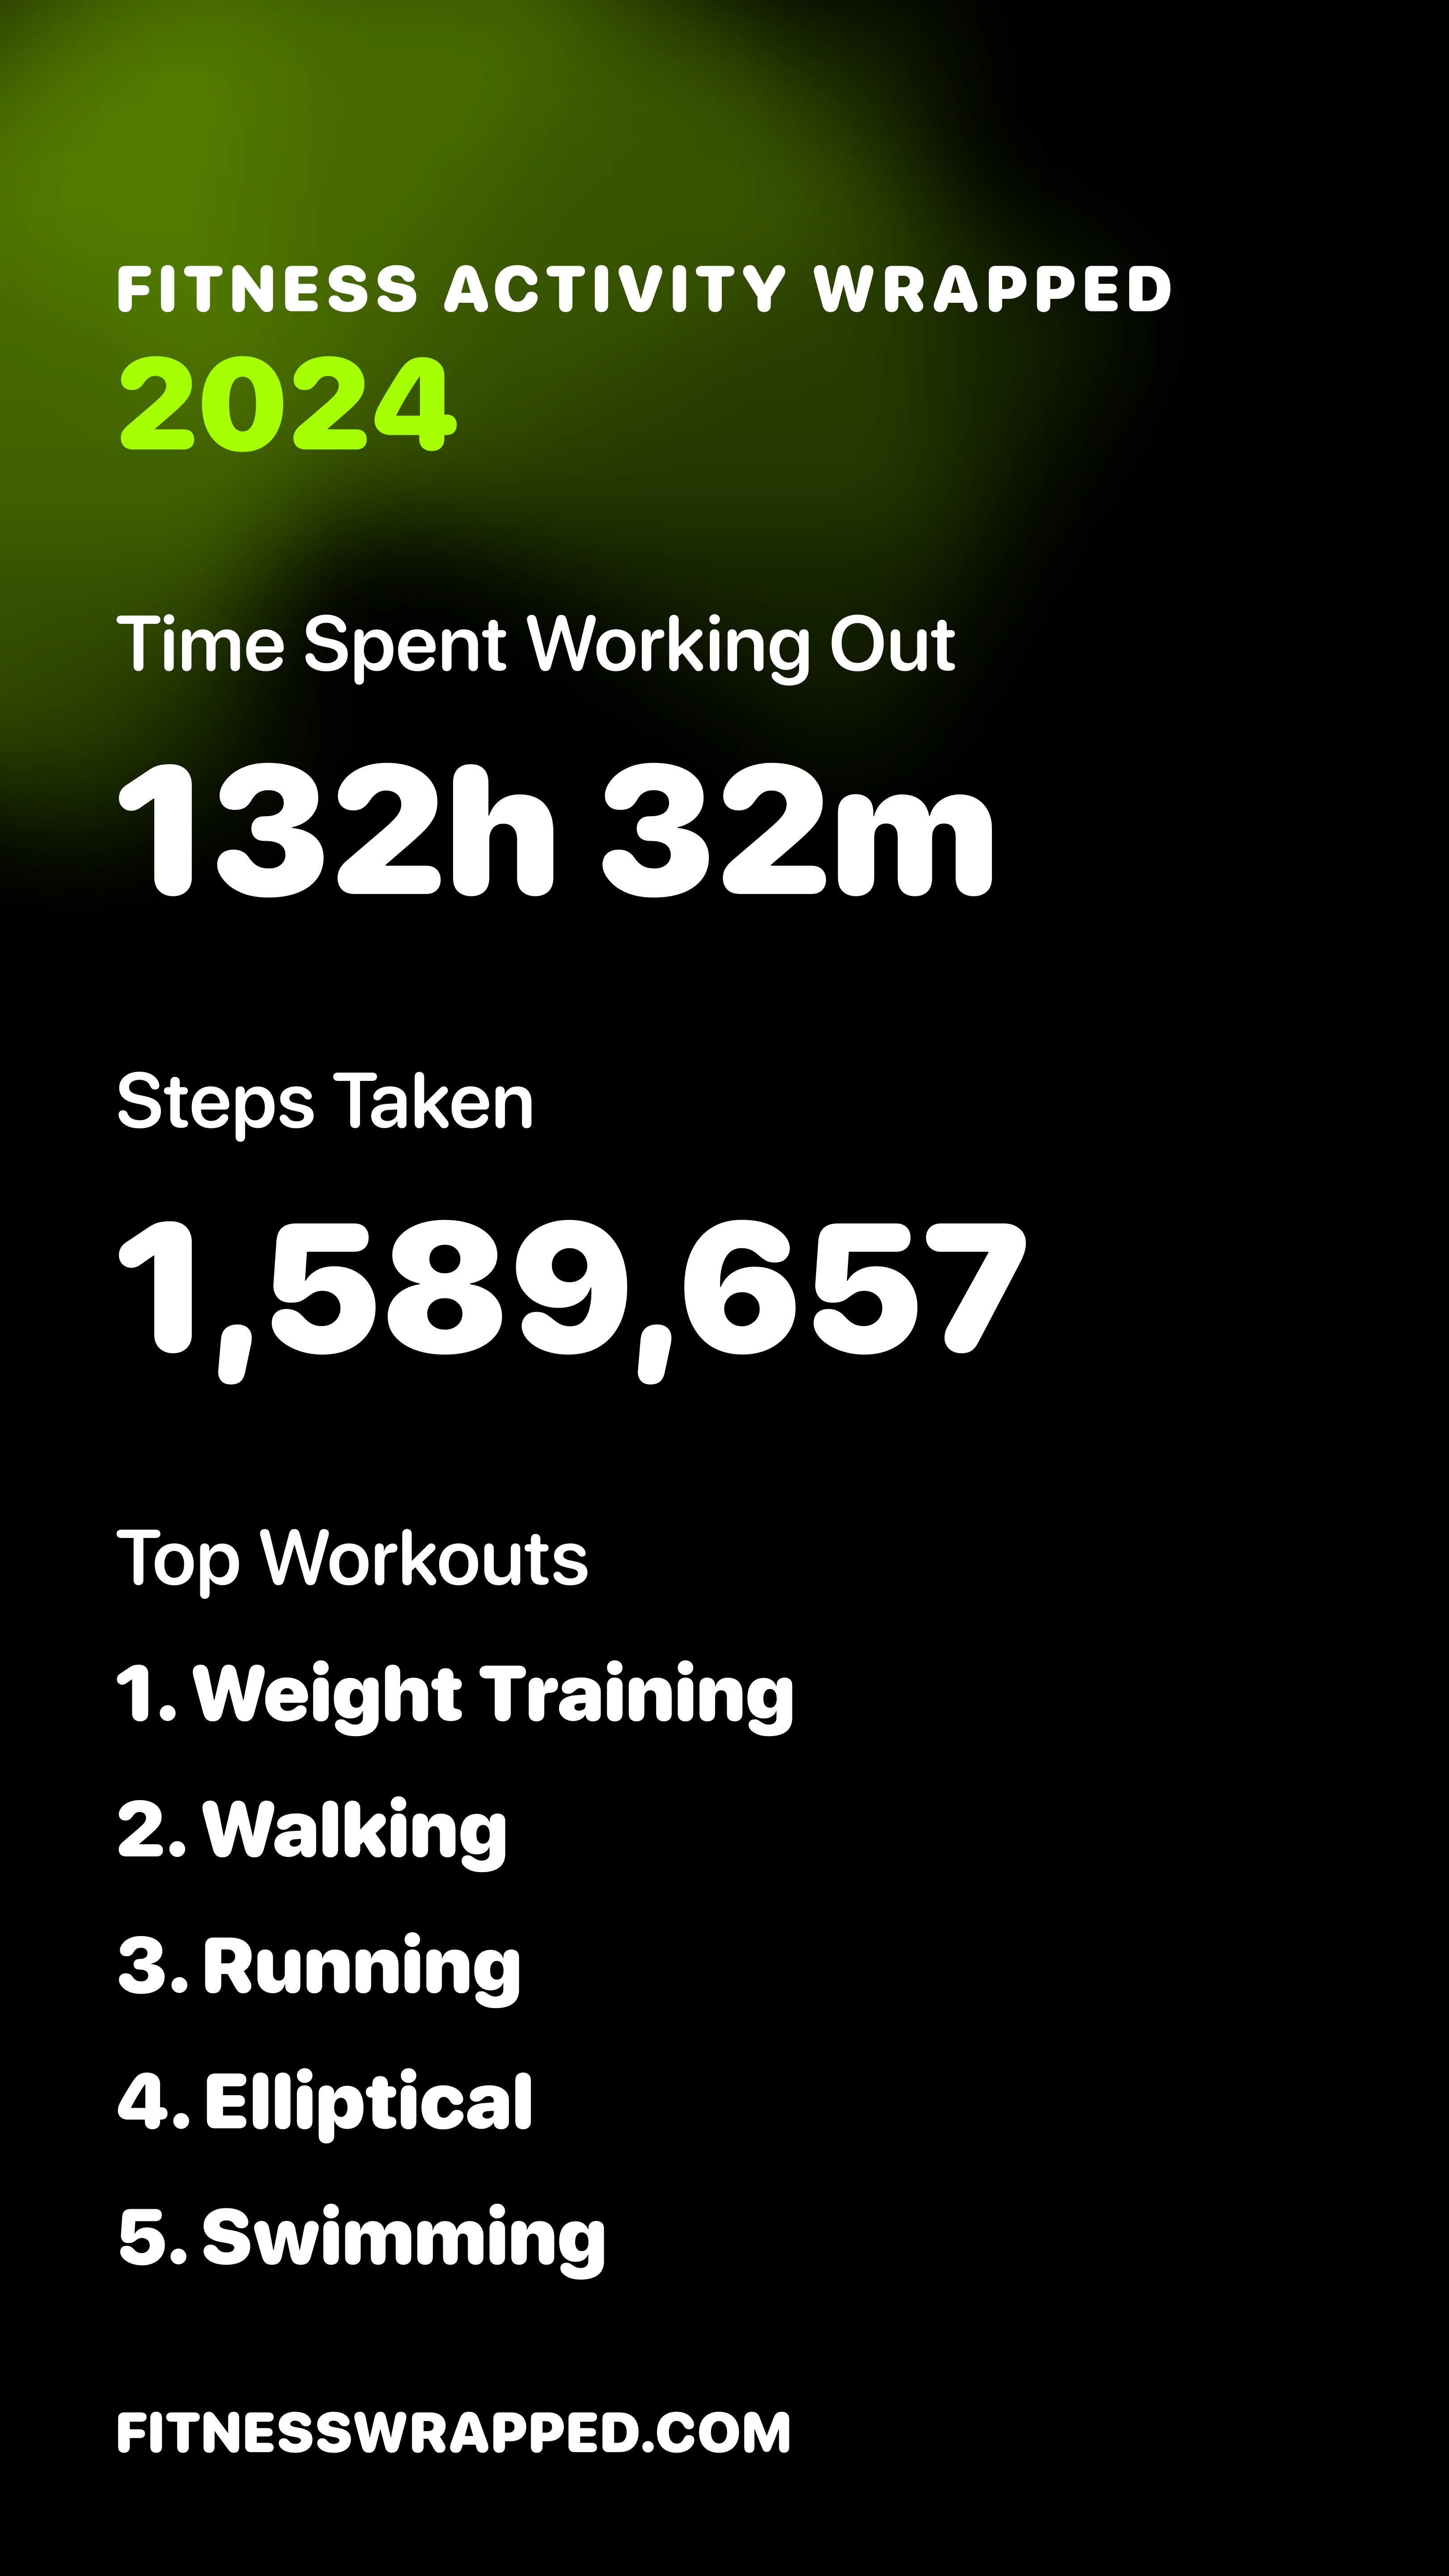 FITNESS ACTIVITY WRAPPED
2024
Time Spent Working Out
132h 32m
Steps Taken
1,589,657
Top Workouts
1. Weight Training
2. Walking
3. Running
4. Elliptical
5. Swimming
FITNESSWRAPPED.COM